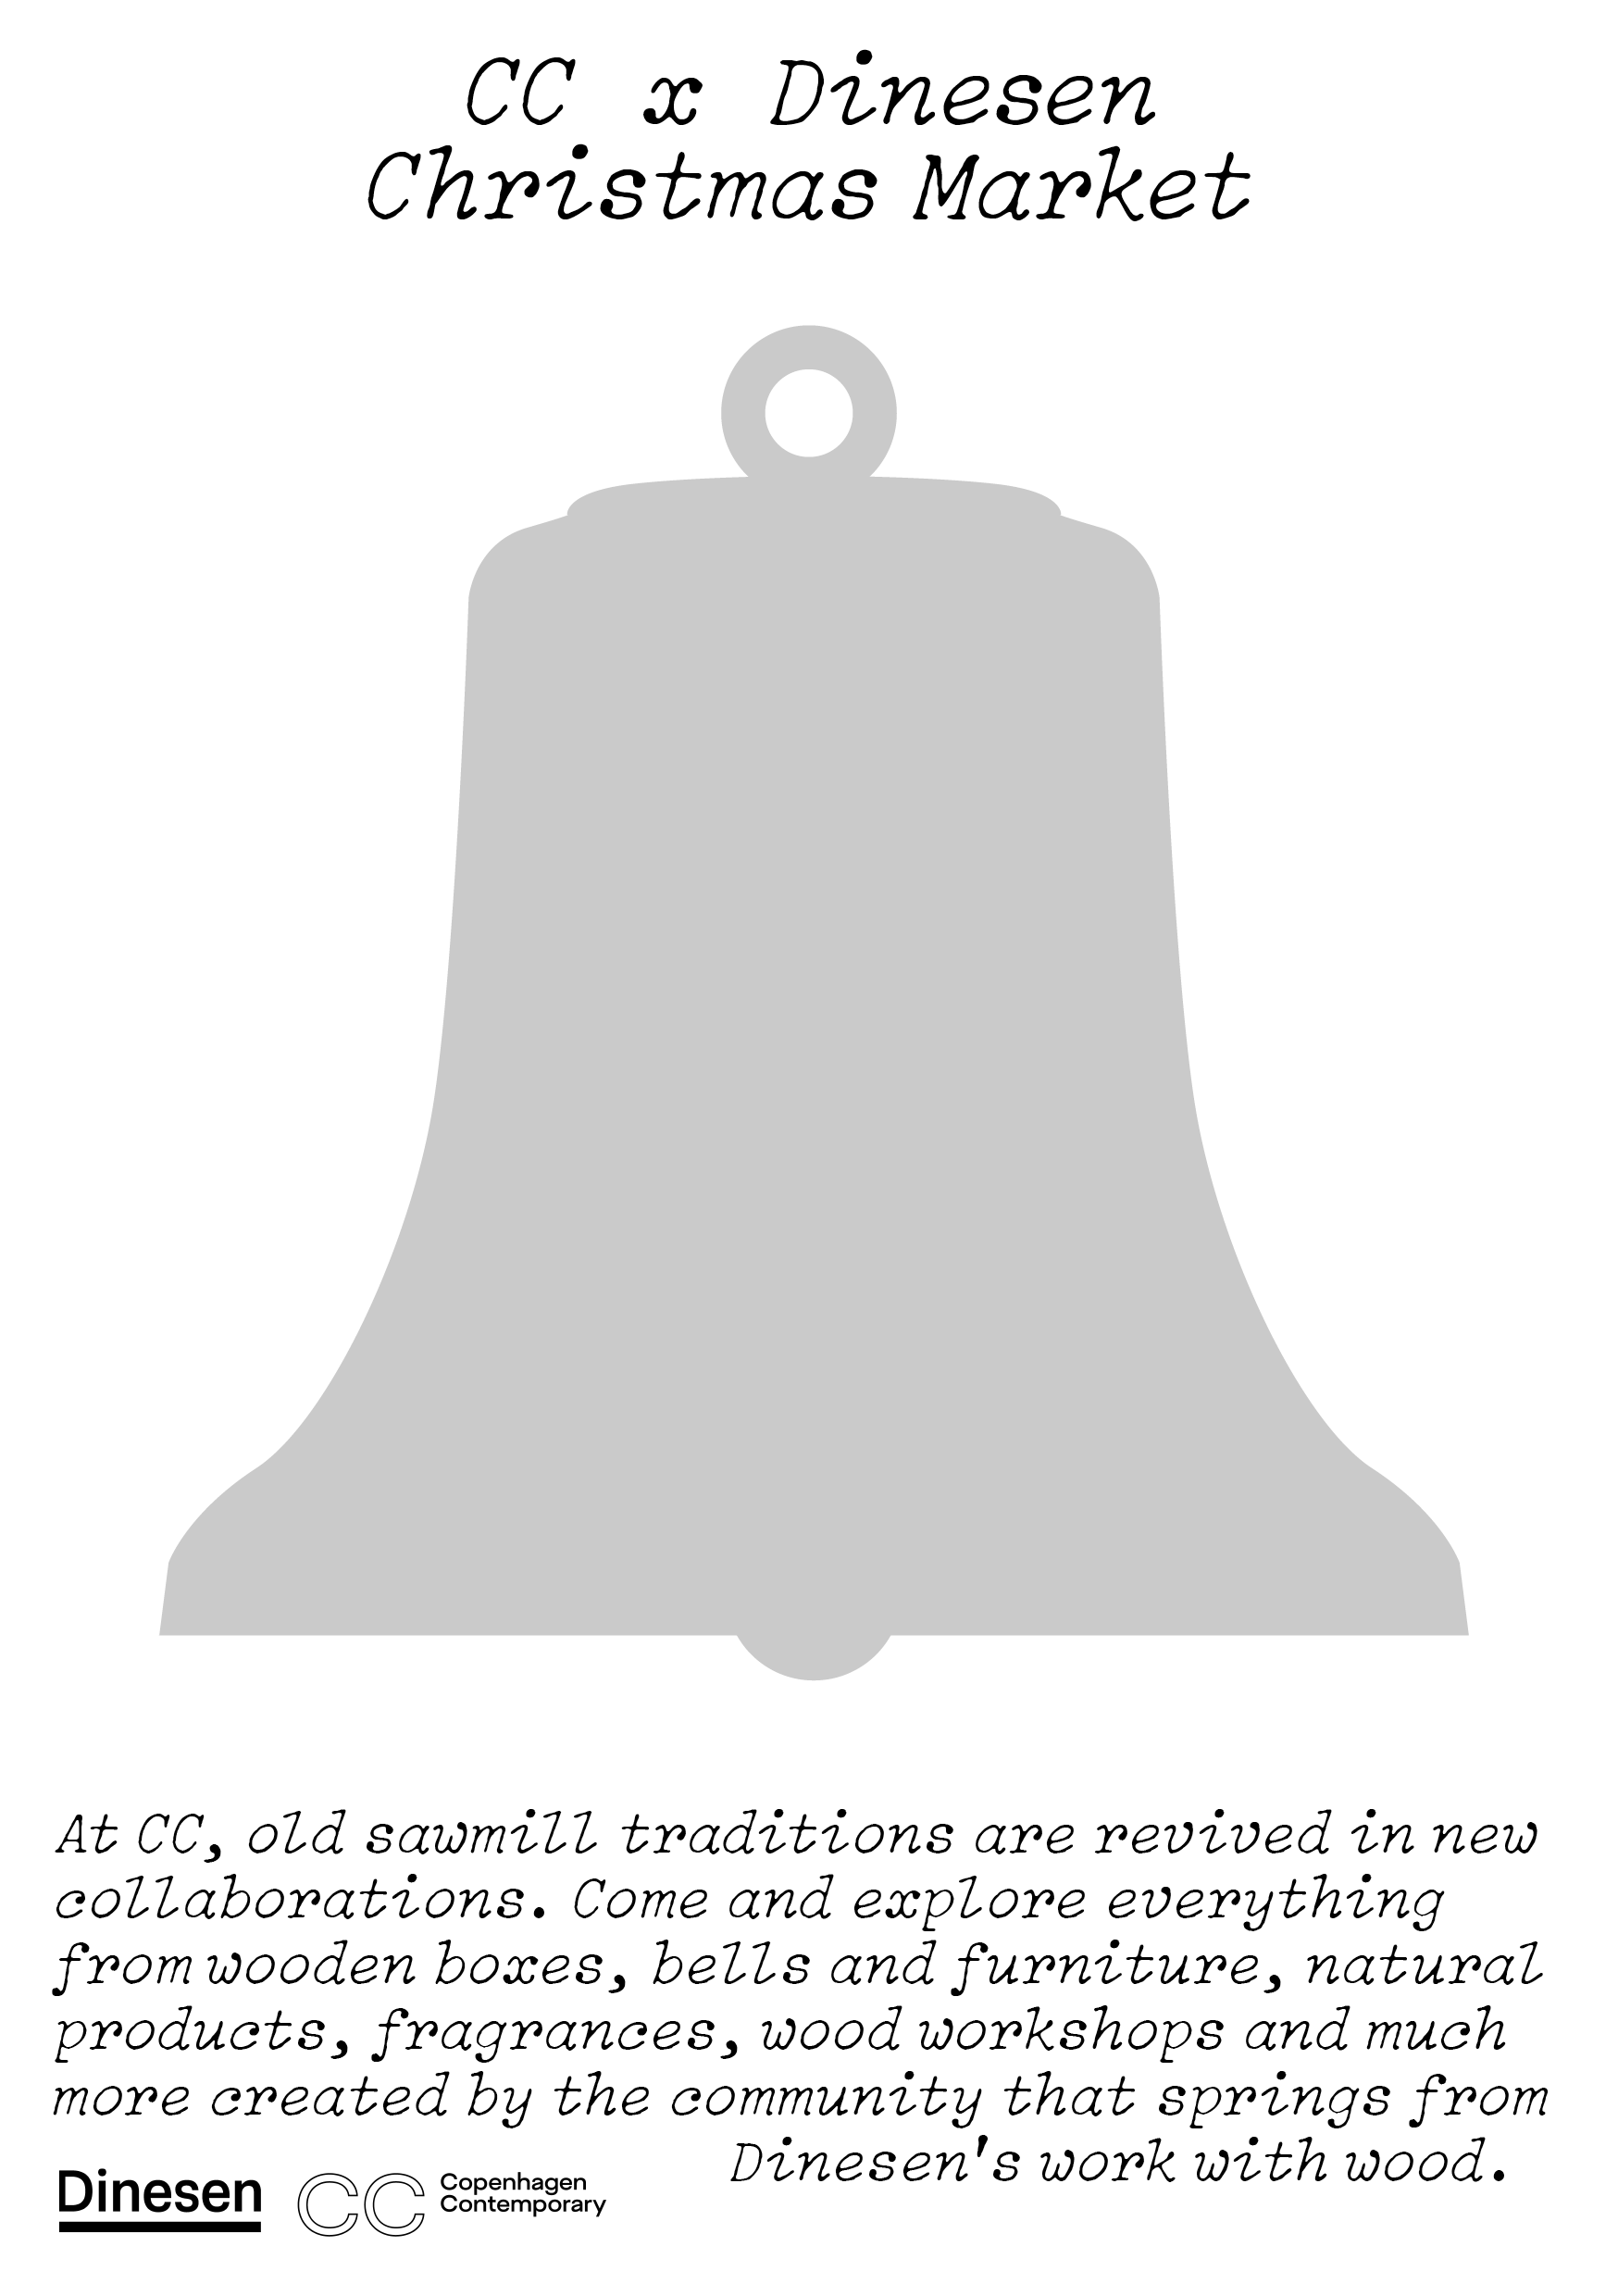 CC x Dinesen
Christmas Market
At CC, old sawmill traditions are revived in new
collaborations. Come and explore everything
from wooden boxes, bells and furniture, natural
products, fragrances, wood workshops and much
more created by the community that springs from
Dinesen's work with wood.
Dinesen
CC
Copenhagen
Contemporary